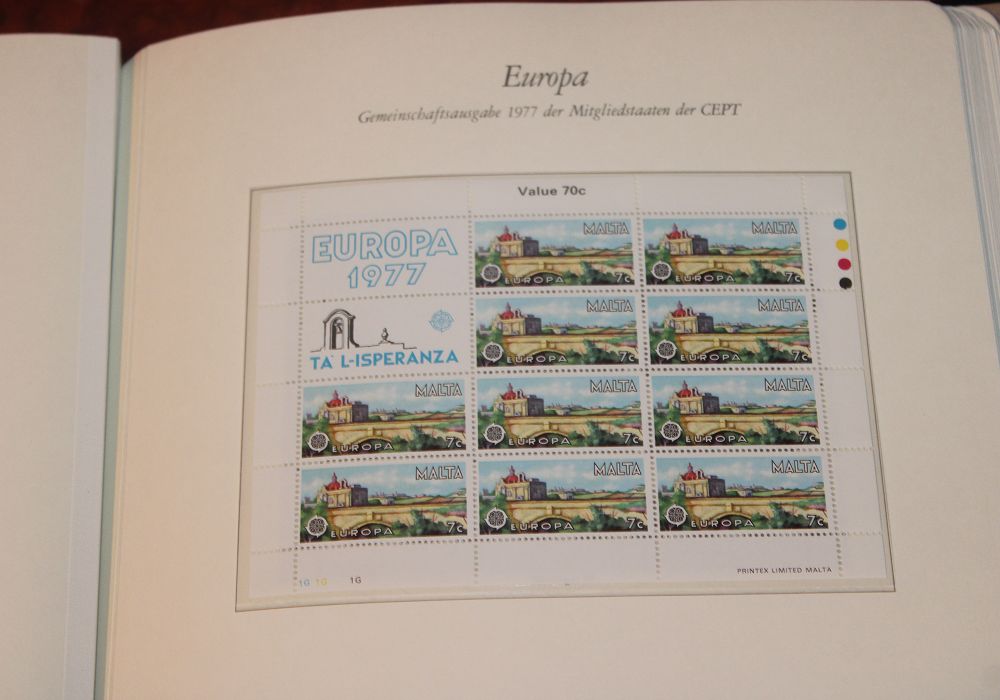 Europa
Gemeinschaftsausgabe 1977 der Mitgliedstaaten der CEPT
Value 70c
EUROPA
1977
MALTA
EUROPA 7c
MALTA
EUROPA 7c
TA' L-ISPERANZA
MALTA
EUROPA 7c
MALTA
EUROPA 7c
MALTA
EUROPA 7c
MALTA
EUROPA 7c
MALTA
EUROPA 7c
MALTA
EUROPA 7c
MALTA
EUROPA 7c
MALTA
EUROPA 7c
1G 1G 1G
PRINTEX LIMITED MALTA